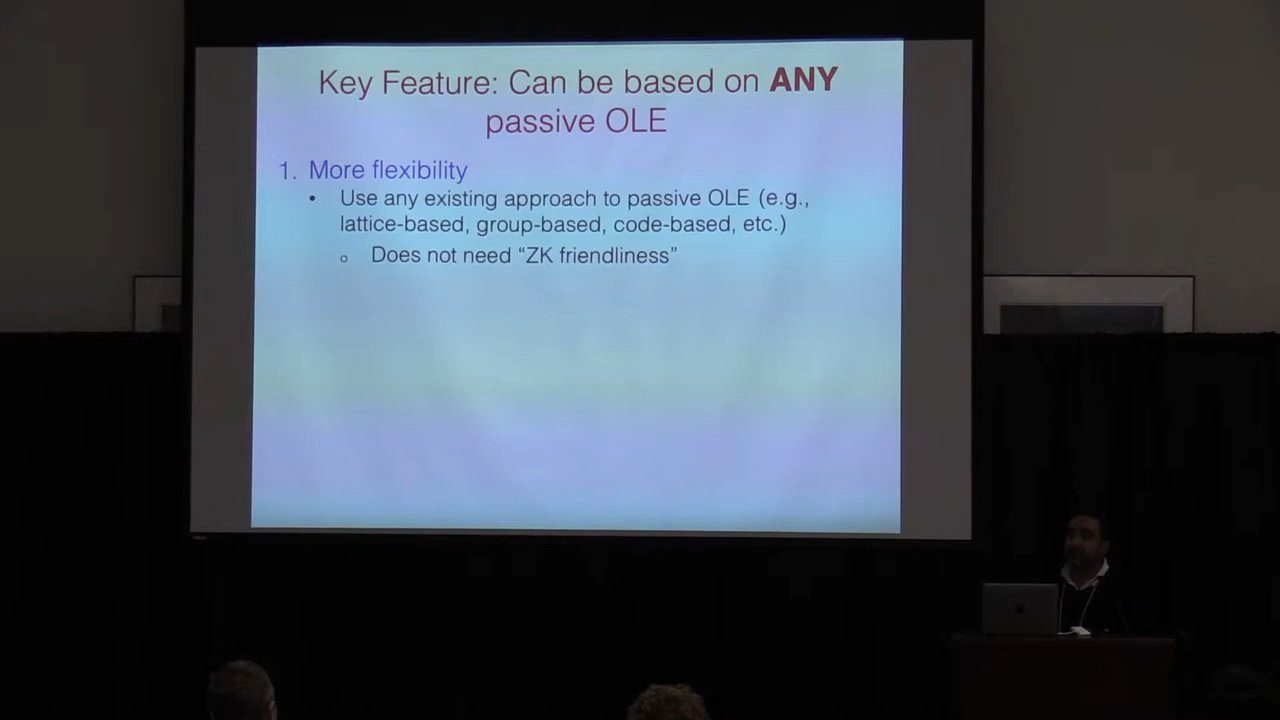 Key Feature: Can be based on ANY
passive OLE
1. More flexibility
• Use any existing approach to passive OLE (e.g.,
lattice-based, group-based, code-based, etc.)
o Does not need “ZK friendliness”